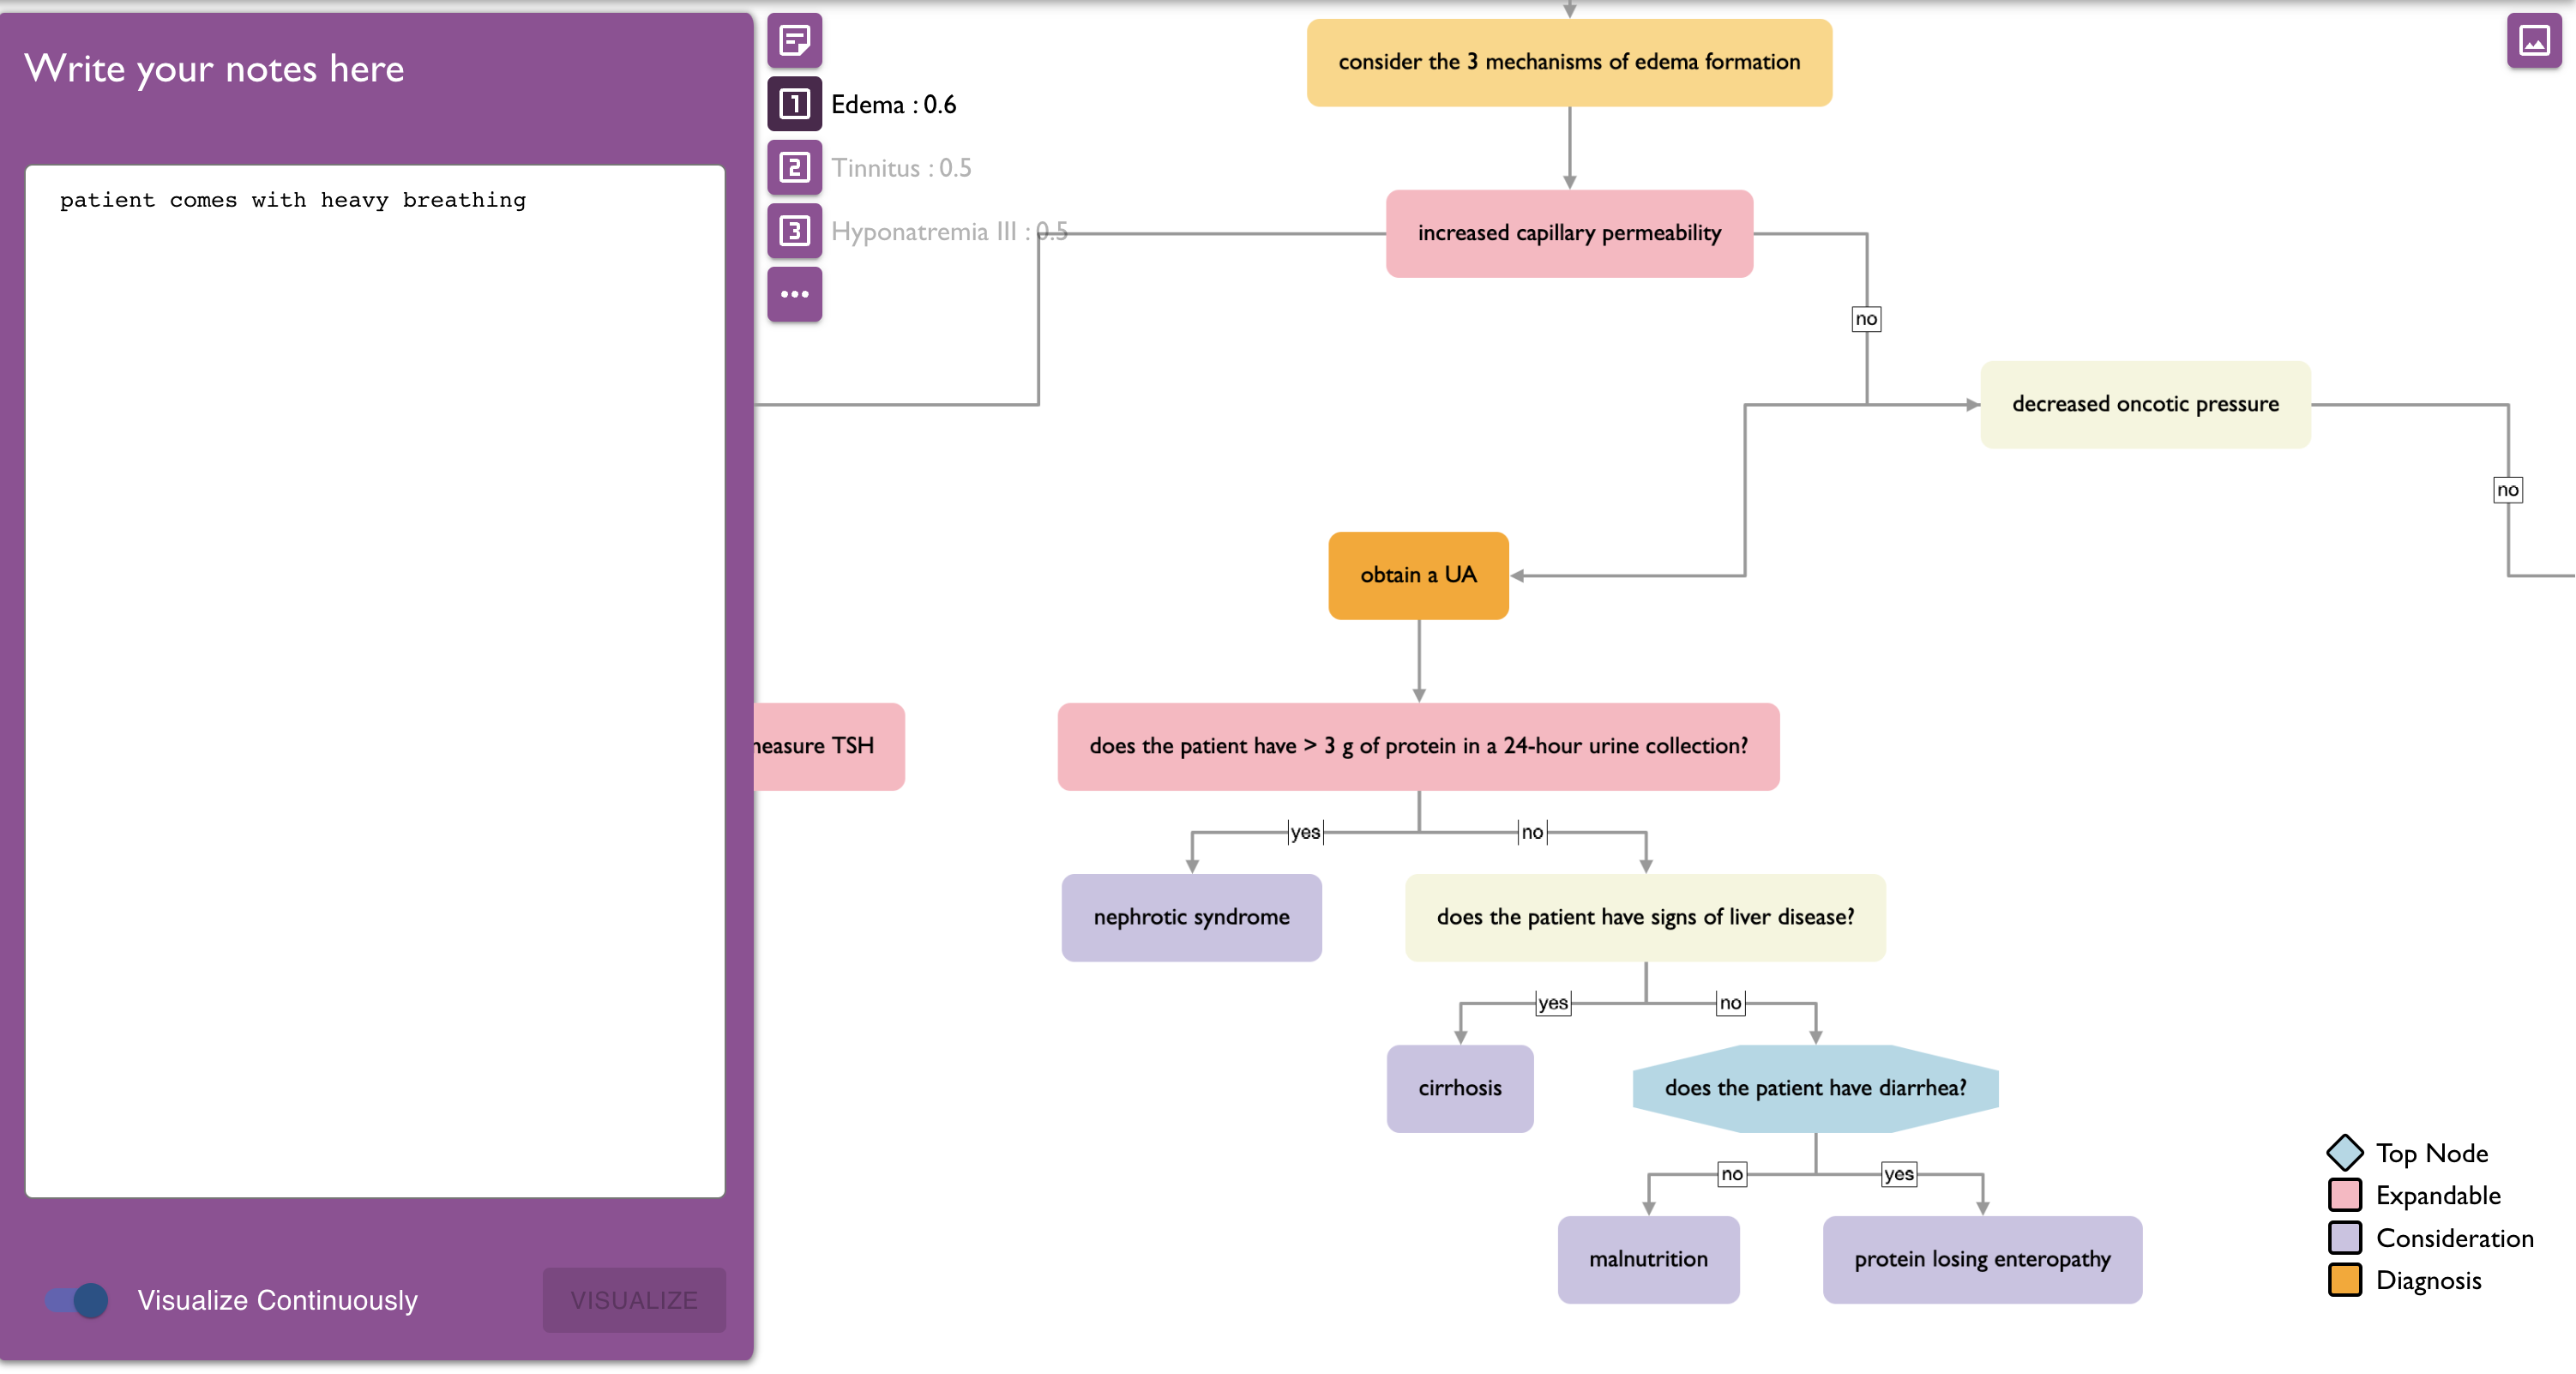 Write your notes here
patient comes with heavy breathing
Visualize Continuously
VISUALIZE
1
Edema : 0.6
2
Tinnitus : 0.5
3
Hyponatremia III : 0.5
consider the 3 mechanisms of edema formation
increased capillary permeability
no
decreased oncotic pressure
no
obtain a UA
measure TSH
does the patient have > 3 g of protein in a 24-hour urine collection?
yes
no
nephrotic syndrome
does the patient have signs of liver disease?
yes
no
cirrhosis
does the patient have diarrhea?
no
yes
malnutrition
protein losing enteropathy
Top Node
Expandable
Consideration
Diagnosis